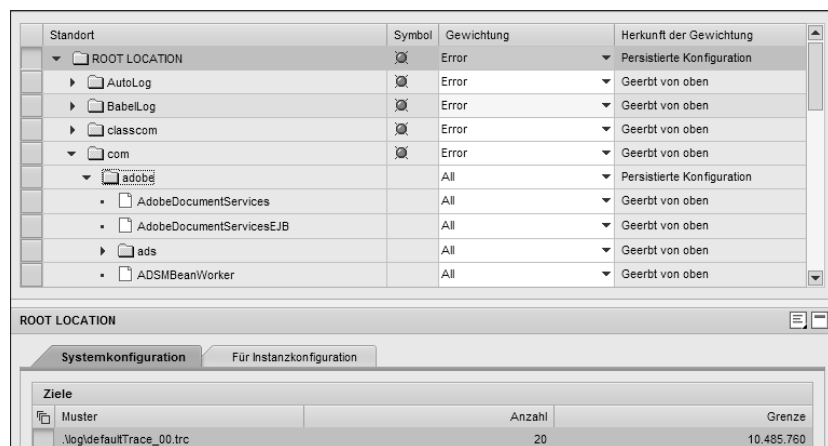 Standort Symbol Gewichtung Herkunft der Gewichtung
ROOT LOCATION Error Persistierte Konfiguration
AutoLog Error Geerbt von oben
BabelLog Error Geerbt von oben
classcom Error Geerbt von oben
com Error Geerbt von oben
adobe All Persistierte Konfiguration
AdobeDocumentServices All Geerbt von oben
AdobeDocumentServicesEJB All Geerbt von oben
ads All Geerbt von oben
ADSMBeanWorker All Geerbt von oben
ROOT LOCATION
Systemkonfiguration Für Instanzkonfiguration
Ziele
Muster Anzahl Grenze
.\log\defaultTrace_00.trc 20 10.485.760